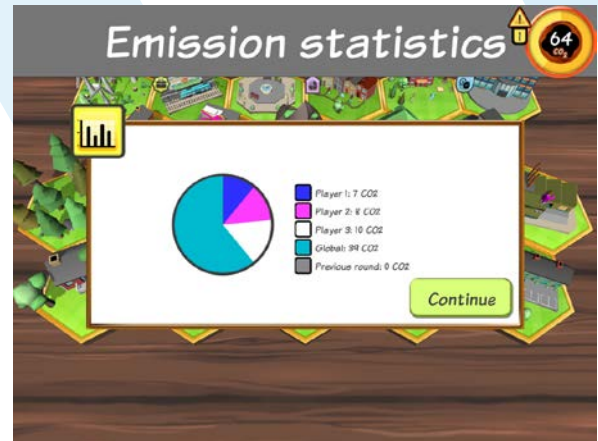 Emission statistics
64
CO2
Player 1: 7 CO2
Player 2: 8 CO2
Player 3: 10 CO2
Global: 39 CO2
Previous round: 0 CO2
Continue